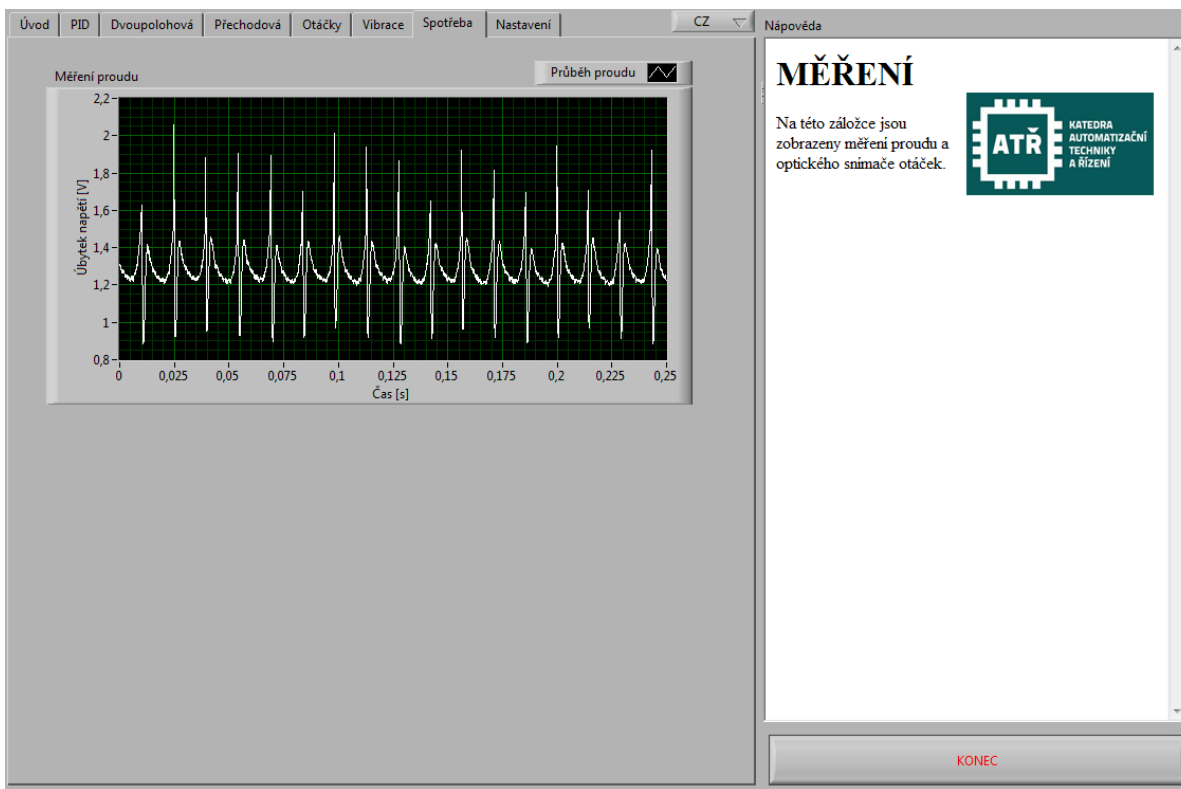 Úvod PID Dvoupolohová Přechodová Otáčky Vibrace Spotřeba Nastavení CZ
Měření proudu
Průběh proudu
Úbytek napětí [V]
2,2
2
1,8
1,6
1,4
1,2
1
0,8
0 0,025 0,05 0,075 0,1 0,125 0,15 0,175 0,2 0,225 0,25
Čas [s]
Nápověda
MĚŘENÍ
Na této záložce jsou
zobrazeny měření proudu a
optického snímače otáček.
ATŘ
KATEDRA
AUTOMATIZAČNÍ
TECHNIKY
A ŘÍZENÍ
KONEC